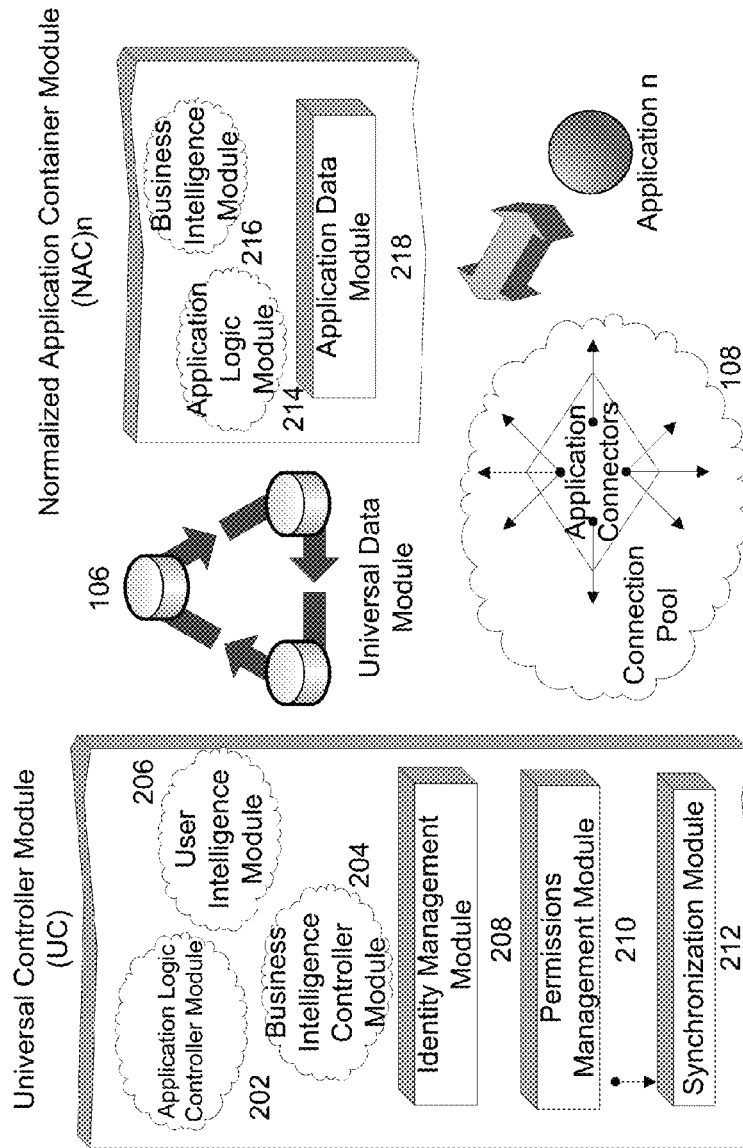 Universal Controller Module
(UC)
Application Logic
Controller Module
202
206
User
Intelligence
Module
Business
Intelligence
Controller
Module
204
Identity Management
Module
208
Permissions
Management Module
210
Synchronization Module
212
106
Universal Data
Module
Normalized Application Container Module
(NAC)n
Business
Intelligence
Module
216
Application
Logic
Module
214
Application Data
Module
218
Application
Connectors
Connection
Pool
108
Application n